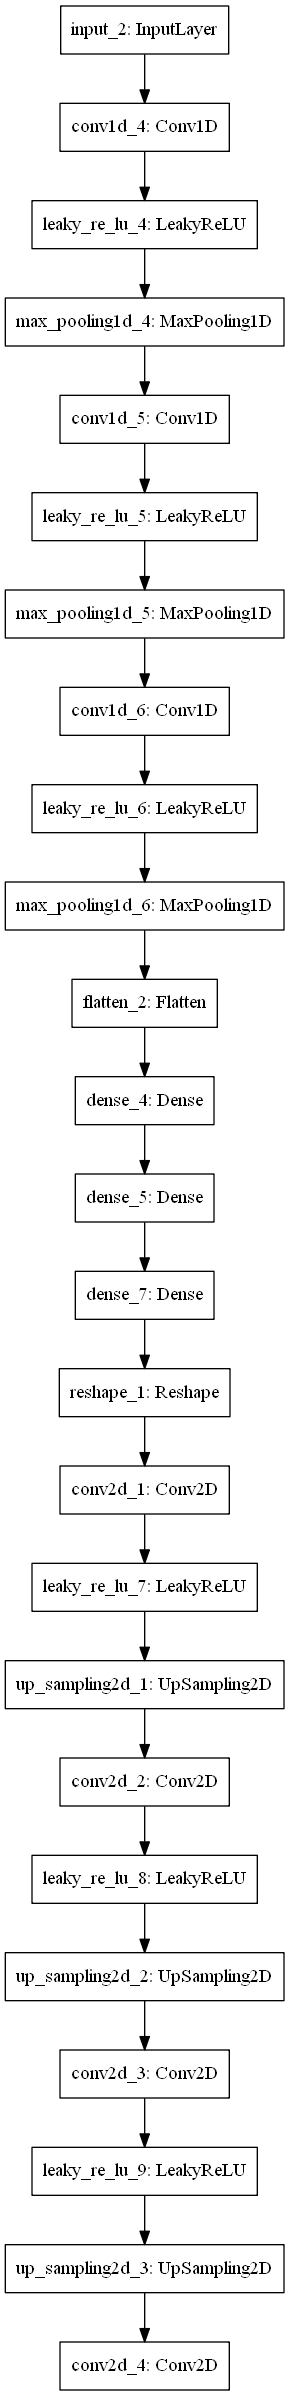 input_2: InputLayer
conv1d_4: Conv1D
leaky_re_lu_4: LeakyReLU
max_pooling1d_4: MaxPooling1D
conv1d_5: Conv1D
leaky_re_lu_5: LeakyReLU
max_pooling1d_5: MaxPooling1D
conv1d_6: Conv1D
leaky_re_lu_6: LeakyReLU
max_pooling1d_6: MaxPooling1D
flatten_2: Flatten
dense_4: Dense
dense_5: Dense
dense_7: Dense
reshape_1: Reshape
conv2d_1: Conv2D
leaky_re_lu_7: LeakyReLU
up_sampling2d_1: UpSampling2D
conv2d_2: Conv2D
leaky_re_lu_8: LeakyReLU
up_sampling2d_2: UpSampling2D
conv2d_3: Conv2D
leaky_re_lu_9: LeakyReLU
up_sampling2d_3: UpSampling2D
conv2d_4: Conv2D